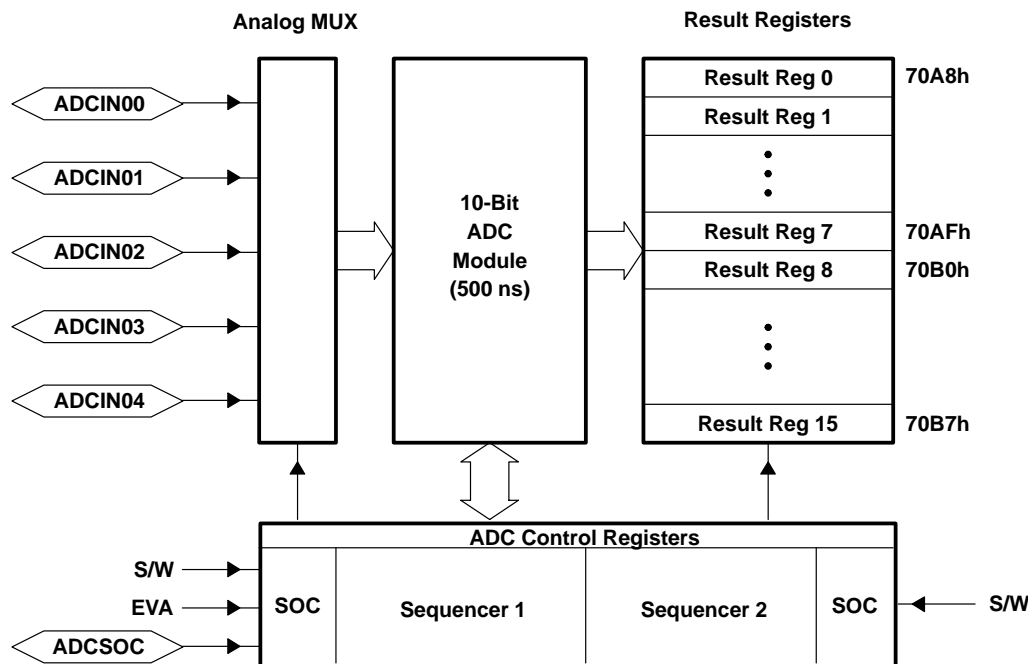 Analog MUX
Result Registers
ADCIN00
ADCIN01
ADCIN02
ADCIN03
ADCIN04
10-Bit
ADC
Module
(500 ns)
Result Reg 0
70A8h
Result Reg 1
Result Reg 7
70AFh
Result Reg 8
70B0h
Result Reg 15
70B7h
ADC Control Registers
S/W
EVA
ADCSOC
SOC
Sequencer 1
Sequencer 2
SOC
S/W